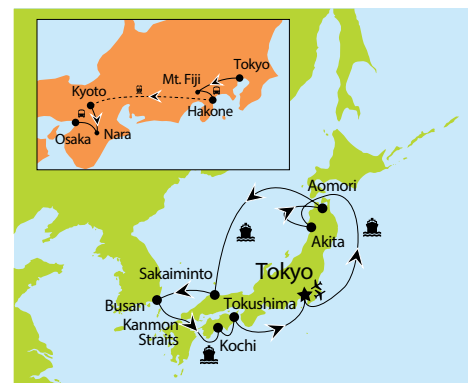 Tokyo
Mt. Fiji
Kyoto
Hakone
Osaka
Nara
Aomori
Akita
Sakaiminto
Tokyo
Busan
Tokushima
Kanmon
Straits
Kochi